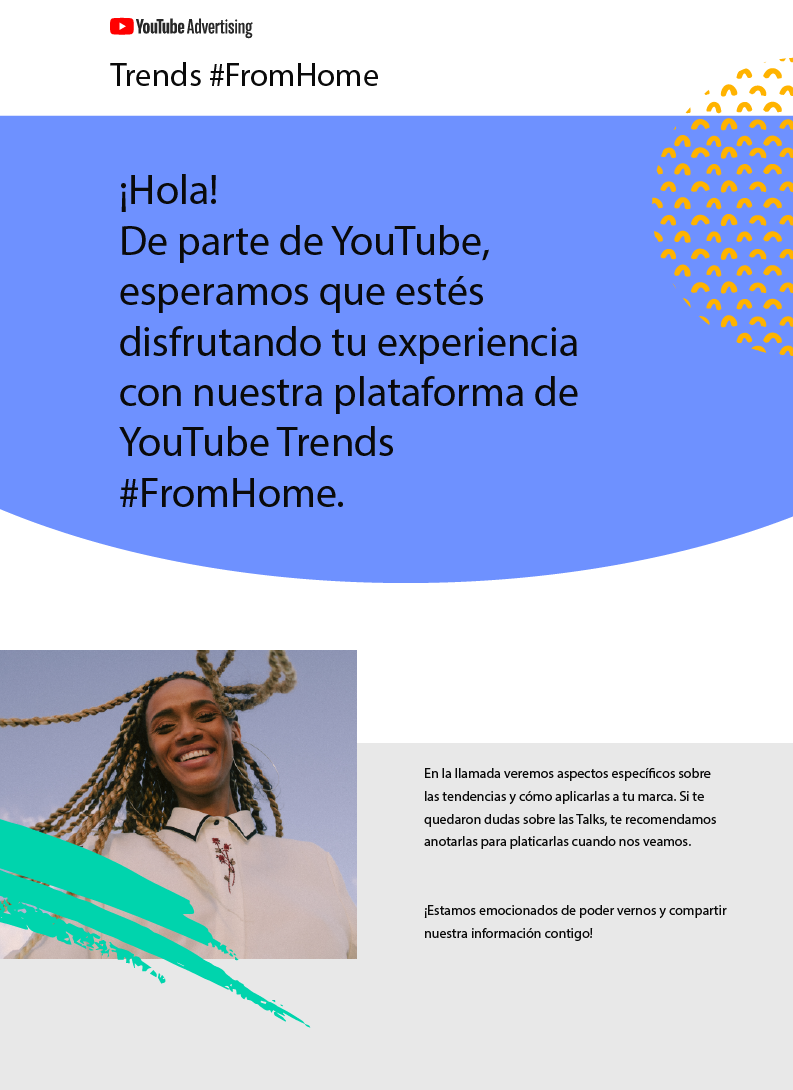 YouTube Advertising
Trends #FromHome
¡Hola!
De parte de YouTube,
esperamos que estés
disfrutando tu experiencia
con nuestra plataforma de
YouTube Trends
#FromHome.
En la llamada veremos aspectos específicos sobre
las tendencias y cómo aplicarlas a tu marca. Si te
quedaron dudas sobre las Talks, te recomendamos
anotarlas para platicarlas cuando nos veamos.
¡Estamos emocionados de poder vernos y compartir
nuestra información contigo!